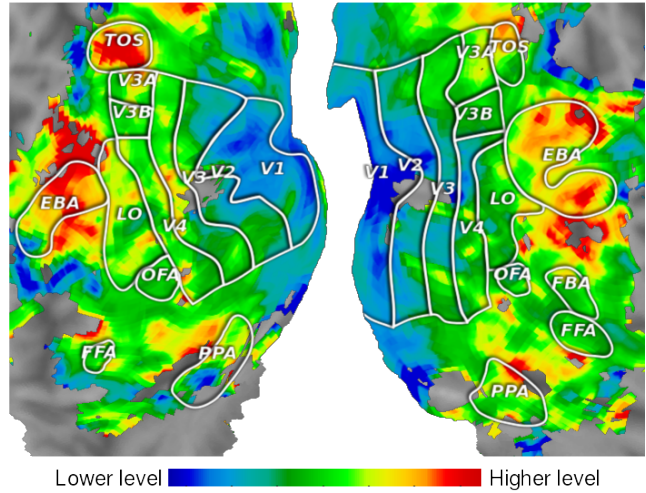 TOS
V3A
V3B
V3
V2
V1
EBA
LO
V4
OFA
FFA
PPA
V3A
TOS
V3B
EBA
V1
V2
V3
LO
V4
OFA
FBA
FFA
PPA
Lower level
Higher level